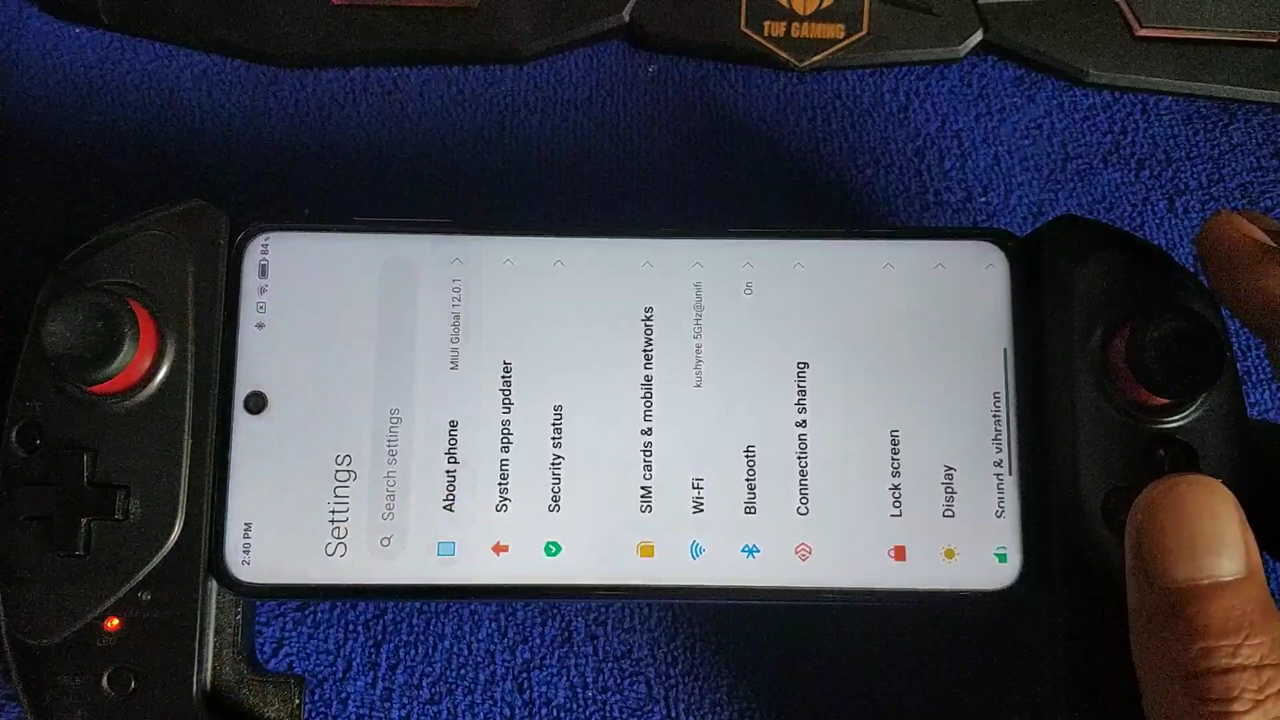 TUF GAMING
2:40 PM
84
Settings
Search settings
About phone MIUI Global 12.0.1
System apps updater
Security status
SIM cards & mobile networks
Wi-Fi kushyree 5GHz@unifi
Bluetooth On
Connection & sharing
Lock screen
Display
Sound & vibration